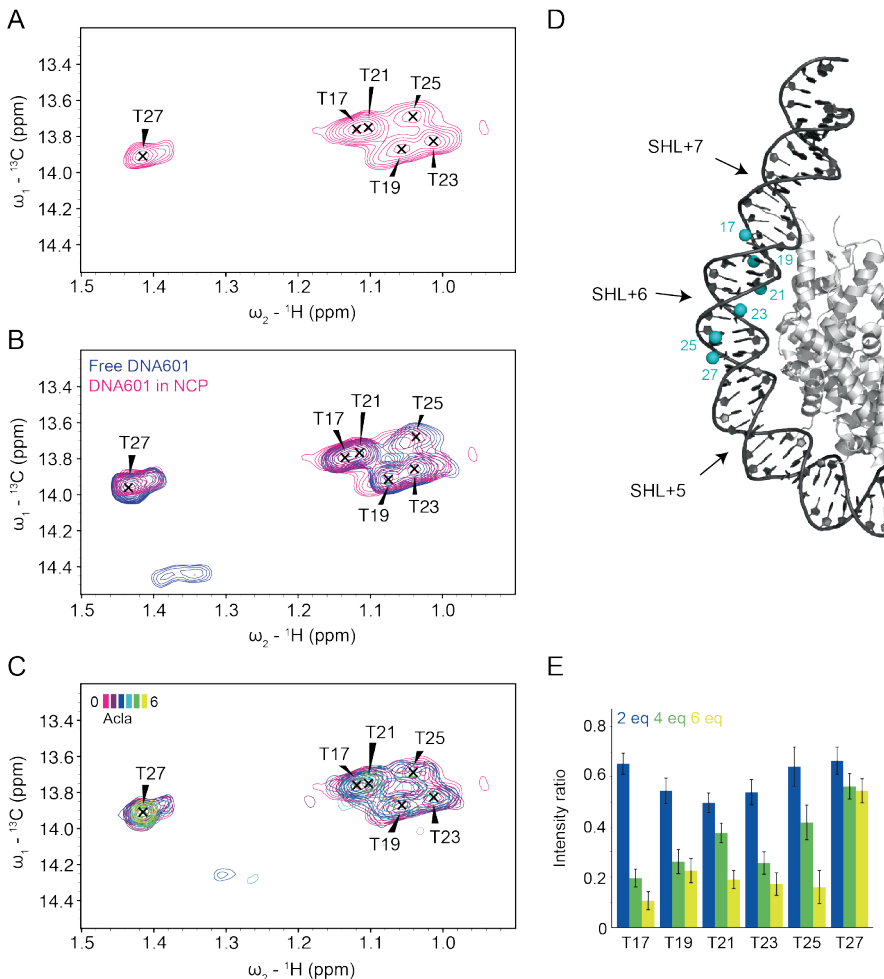 A
T27
T17
T21
T25
T19
T23
13.4
13.6
13.8
14.0
14.2
14.4
ω₁ - ¹³C (ppm)
1.5
1.4
1.3
1.2
1.1
1.0
ω₂ - ¹H (ppm)
B
Free DNA601
DNA601 in NCP
T27
T17
T21
T25
T19
T23
13.4
13.6
13.8
14.0
14.2
14.4
ω₁ - ¹³C (ppm)
1.5
1.4
1.3
1.2
1.1
1.0
ω₂ - ¹H (ppm)
C
0 6
Acla
T27
T17
T21
T25
T19
T23
13.4
13.6
13.8
14.0
14.2
14.4
ω₁ - ¹³C (ppm)
1.5
1.4
1.3
1.2
1.1
1.0
ω₂ - ¹H (ppm)
D
SHL+7
17
19
21
SHL+6
23
25
27
SHL+5
E
2 eq 4 eq 6 eq
0.8
0.6
0.4
0.2
0
Intensity ratio
T17 T19 T21 T23 T25 T27